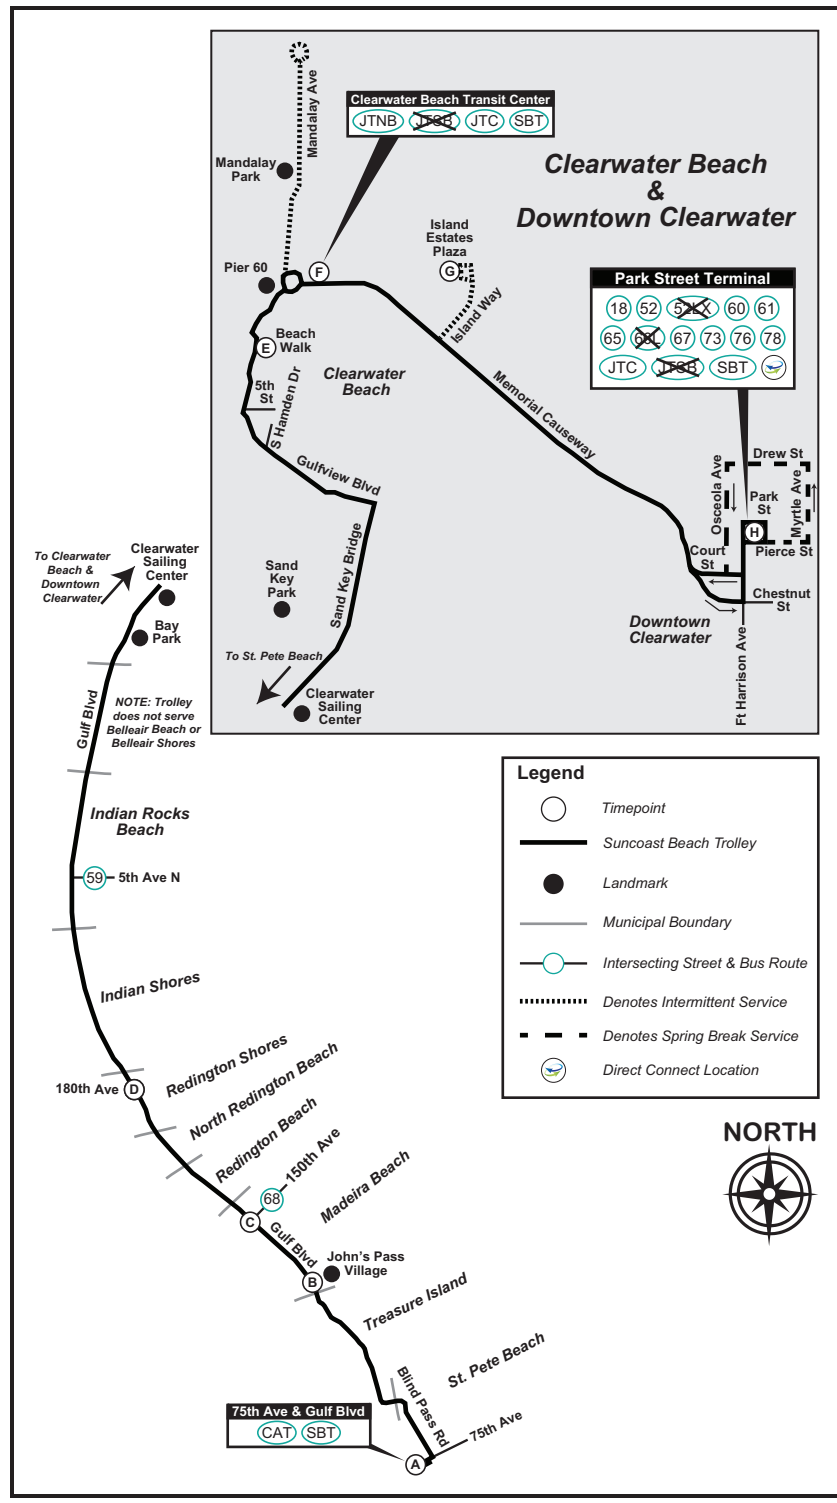 Mandalay Ave
Clearwater Beach Transit Center
JTNB JTSB JTC SBT
Clearwater Beach
&
Downtown Clearwater
Mandalay
Park
Island
Estates
Plaza
F
G
Pier 60
Island Way
Park Street Terminal
18 52 52LX 60 61
65 66L 67 73 76 78
JTC JTSB SBT
E
Beach
Walk
Clearwater
Beach
5th
St
S Hamden Dr
Memorial Causeway
Gulfview Blvd
Drew St
Osceola Ave
Myrtle Ave
Park
St
H
Court
St
Pierce St
Sand Key Bridge
Sand
Key
Park
Chestnut
St
Downtown
Clearwater
Ft Harrison Ave
To St. Pete Beach
Clearwater
Sailing
Center
To Clearwater
Beach &
Downtown
Clearwater
Clearwater
Sailing
Center
Bay
Park
Gulf Blvd
NOTE: Trolley
does not serve
Belleair Beach or
Belleair Shores
Indian Rocks
Beach
59 5th Ave N
Indian Shores
Legend
Timepoint
Suncoast Beach Trolley
Landmark
Municipal Boundary
Intersecting Street & Bus Route
Denotes Intermittent Service
Denotes Spring Break Service
Direct Connect Location
NORTH
180th Ave D
Redington Shores
North Redington Beach
Redington Beach
68 150th Ave
C
Madeira Beach
Gulf Blvd
John's Pass
Village
B
Treasure Island
St. Pete Beach
Blind Pass Rd
75th Ave & Gulf Blvd
CAT SBT
75th Ave
A